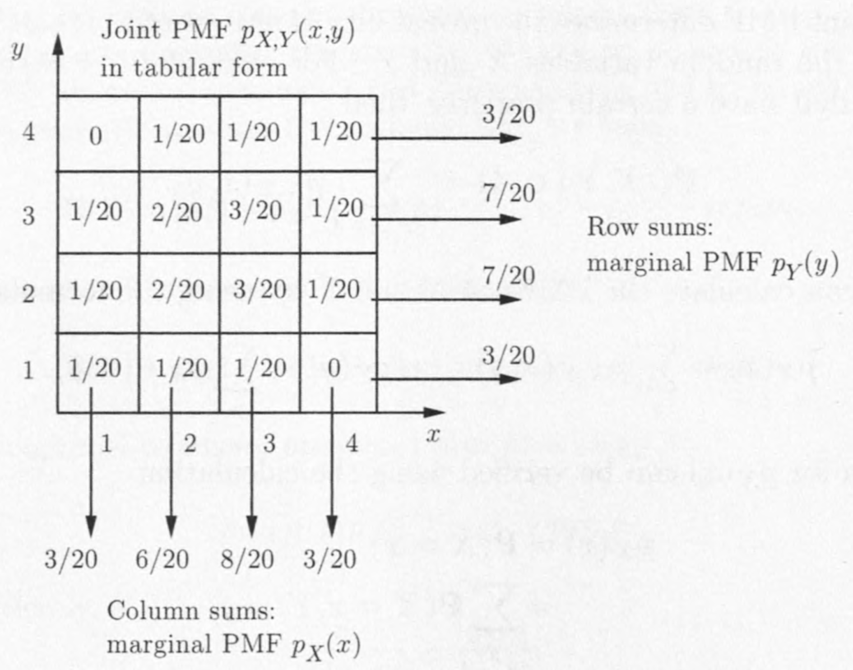 Joint PMF p_{X,Y}(x,y)
in tabular form
y
4 0 1/20 1/20 1/20 3/20
3 1/20 2/20 3/20 1/20 7/20
2 1/20 2/20 3/20 1/20 7/20
1 1/20 1/20 1/20 0 3/20
1 2 3 4 x
3/20 6/20 8/20 3/20
Row sums:
marginal PMF p_Y(y)
Column sums:
marginal PMF p_X(x)